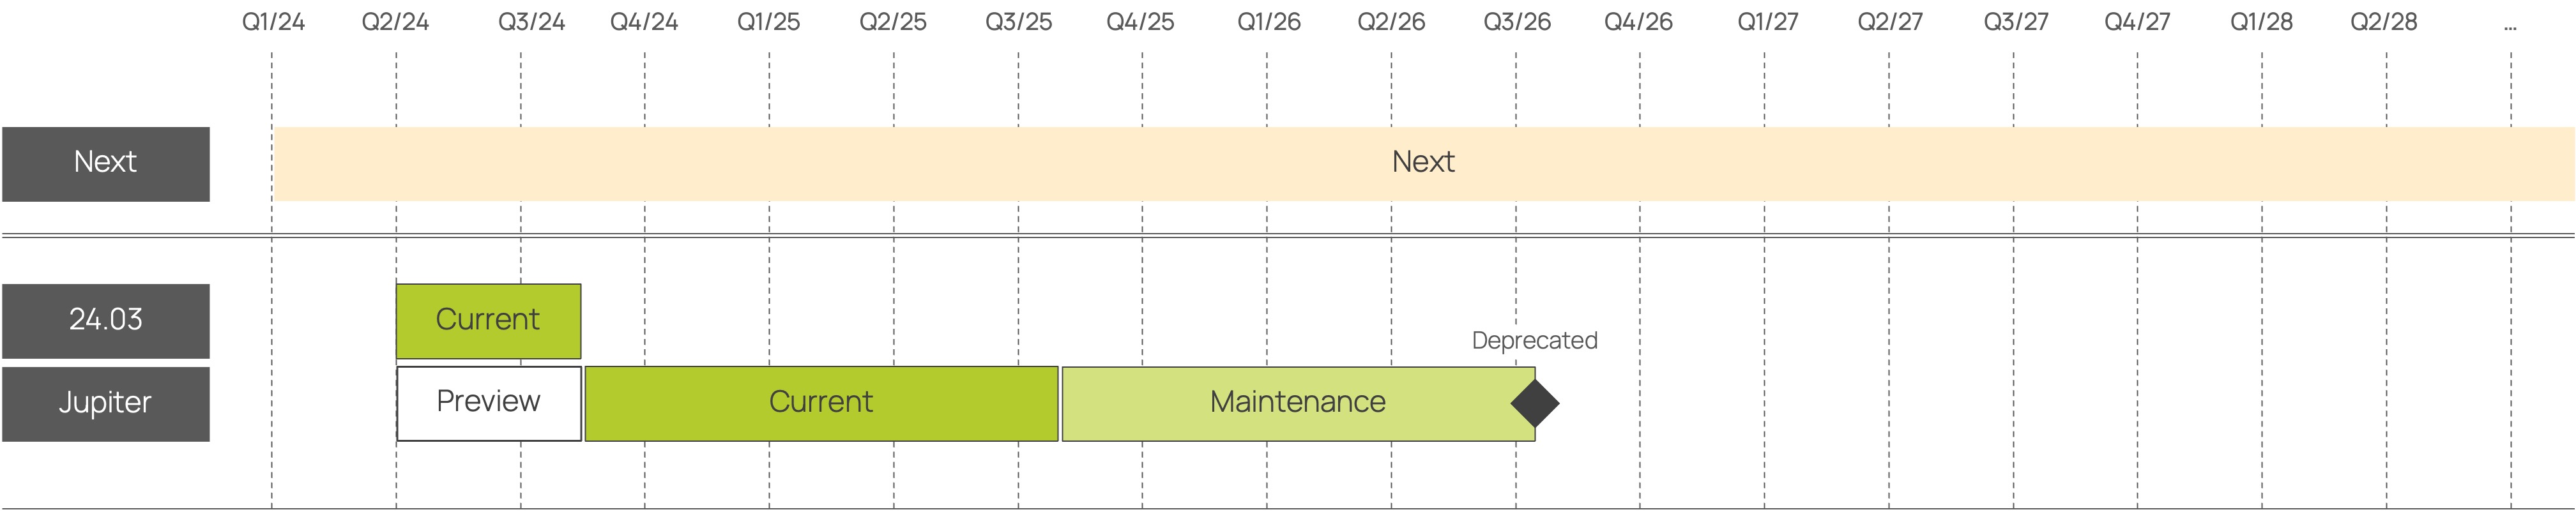 Q1/24 Q2/24 Q3/24 Q4/24 Q1/25 Q2/25 Q3/25 Q4/25 Q1/26 Q2/26 Q3/26 Q4/26 Q1/27 Q2/27 Q3/27 Q4/27 Q1/28 Q2/28 ...
Next Next
24.03 Current
Deprecated
Jupiter Preview Current Maintenance